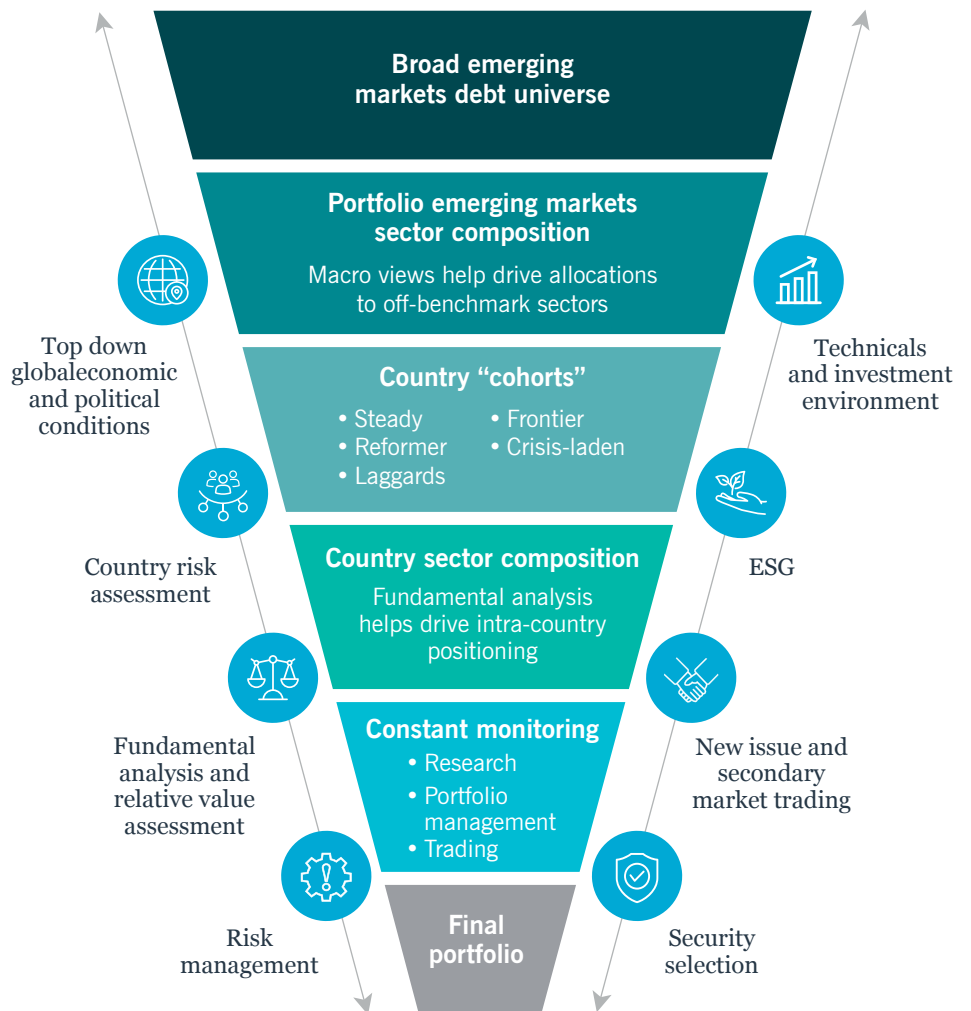 Broad emerging
markets debt universe
Portfolio emerging markets
sector composition
Macro views help drive allocations
to off-benchmark sectors
Country “cohorts”
• Steady
• Reformer
• Laggards
• Frontier
• Crisis-laden
Country sector composition
Fundamental analysis
helps drive intra-country
positioning
Constant monitoring
• Research
• Portfolio
management
• Trading
Final
portfolio
Top down
globaleconomic
and political
conditions
Country risk
assessment
Fundamental
analysis and
relative value
assessment
Risk
management
Technicals
and investment
environment
ESG
New issue and
secondary
market trading
Security
selection